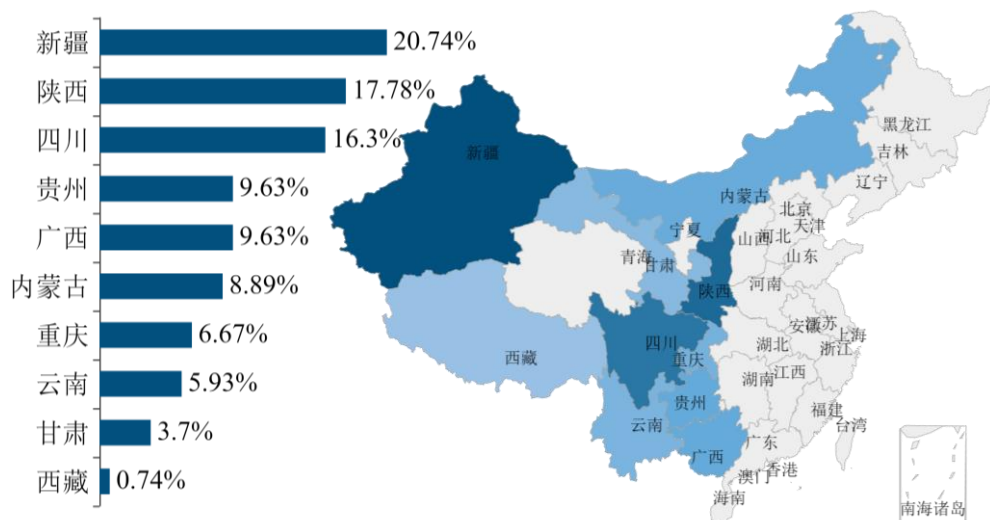 新疆 20.74%
陕西 17.78%
四川 16.3%
贵州 9.63%
广西 9.63%
内蒙古 8.89%
重庆 6.67%
云南 5.93%
甘肃 3.7%
西藏 0.74%
黑龙江
吉林
新疆
辽宁
内蒙古
北京
天津
宁夏
山西
河北
青海
甘肃
山东
陕西
河南
安徽
江苏
上海
四川
湖北
浙江
西藏
重庆
湖南
江西
贵州
福建
云南
台湾
广东
广西
香港
澳门
海南
南海诸岛